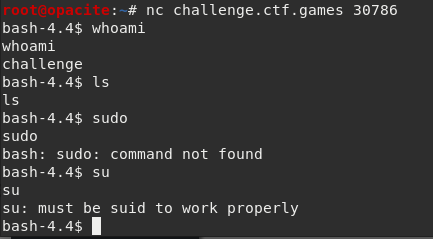 root@opacite:~# nc challenge.ctf.games 30786
bash-4.4$ whoami
whoami
challenge
bash-4.4$ ls
ls
bash-4.4$ sudo
sudo
bash: sudo: command not found
bash-4.4$ su
su
su: must be suid to work properly
bash-4.4$